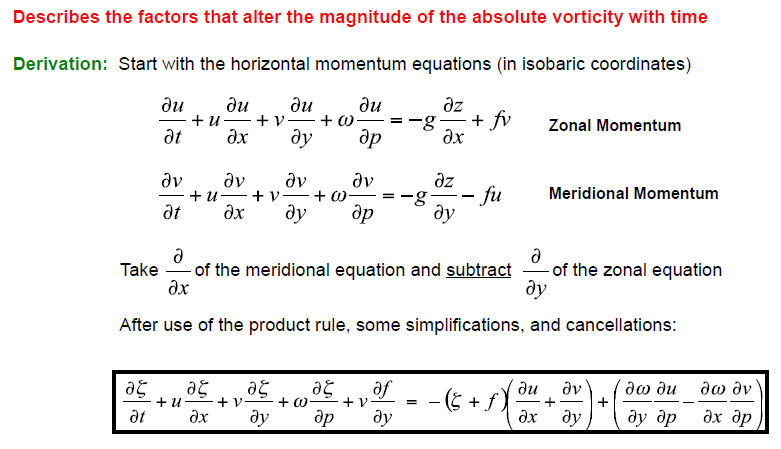 Describes the factors that alter the magnitude of the absolute vorticity with time
Derivation: Start with the horizontal momentum equations (in isobaric coordinates)
∂u/∂t + u ∂u/∂x + v ∂u/∂y + ω ∂u/∂p = −g ∂z/∂x + fv Zonal Momentum
∂v/∂t + u ∂v/∂x + v ∂v/∂y + ω ∂v/∂p = −g ∂z/∂y − fu Meridional Momentum
Take ∂/∂x of the meridional equation and subtract ∂/∂y of the zonal equation
After use of the product rule, some simplifications, and cancellations:
∂ζ/∂t + u ∂ζ/∂x + v ∂ζ/∂y + ω ∂ζ/∂p + v ∂f/∂y = −(ζ + f)(∂u/∂x + ∂v/∂y) + (∂ω/∂y ∂u/∂p − ∂ω/∂x ∂v/∂p)